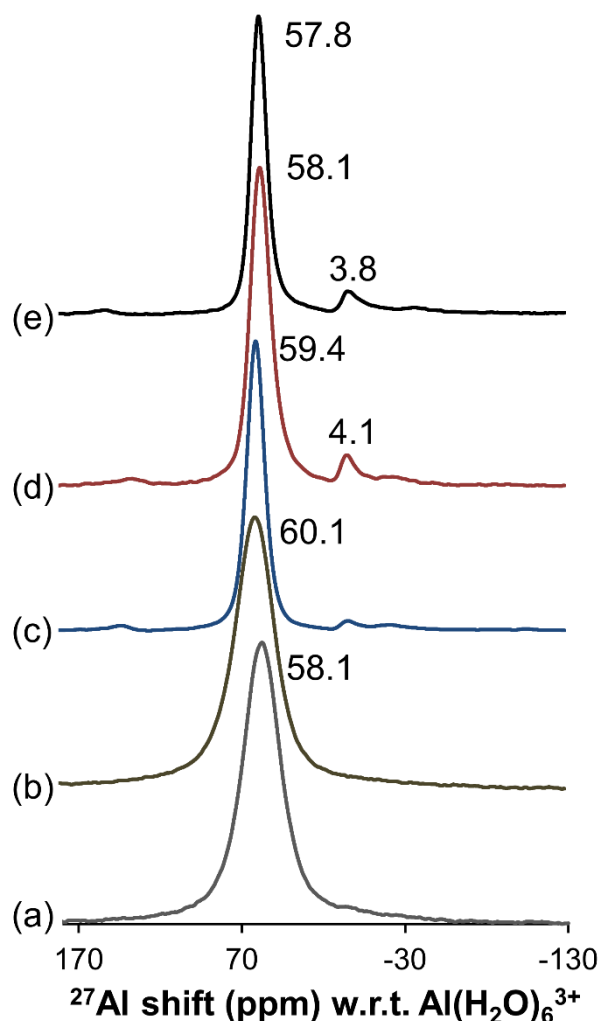 57.8
58.1
3.8
(e)
59.4
4.1
(d)
60.1
(c)
58.1
(b)
(a)
170 70 -30 -130
²⁷Al shift (ppm) w.r.t. Al(H₂O)₆³⁺